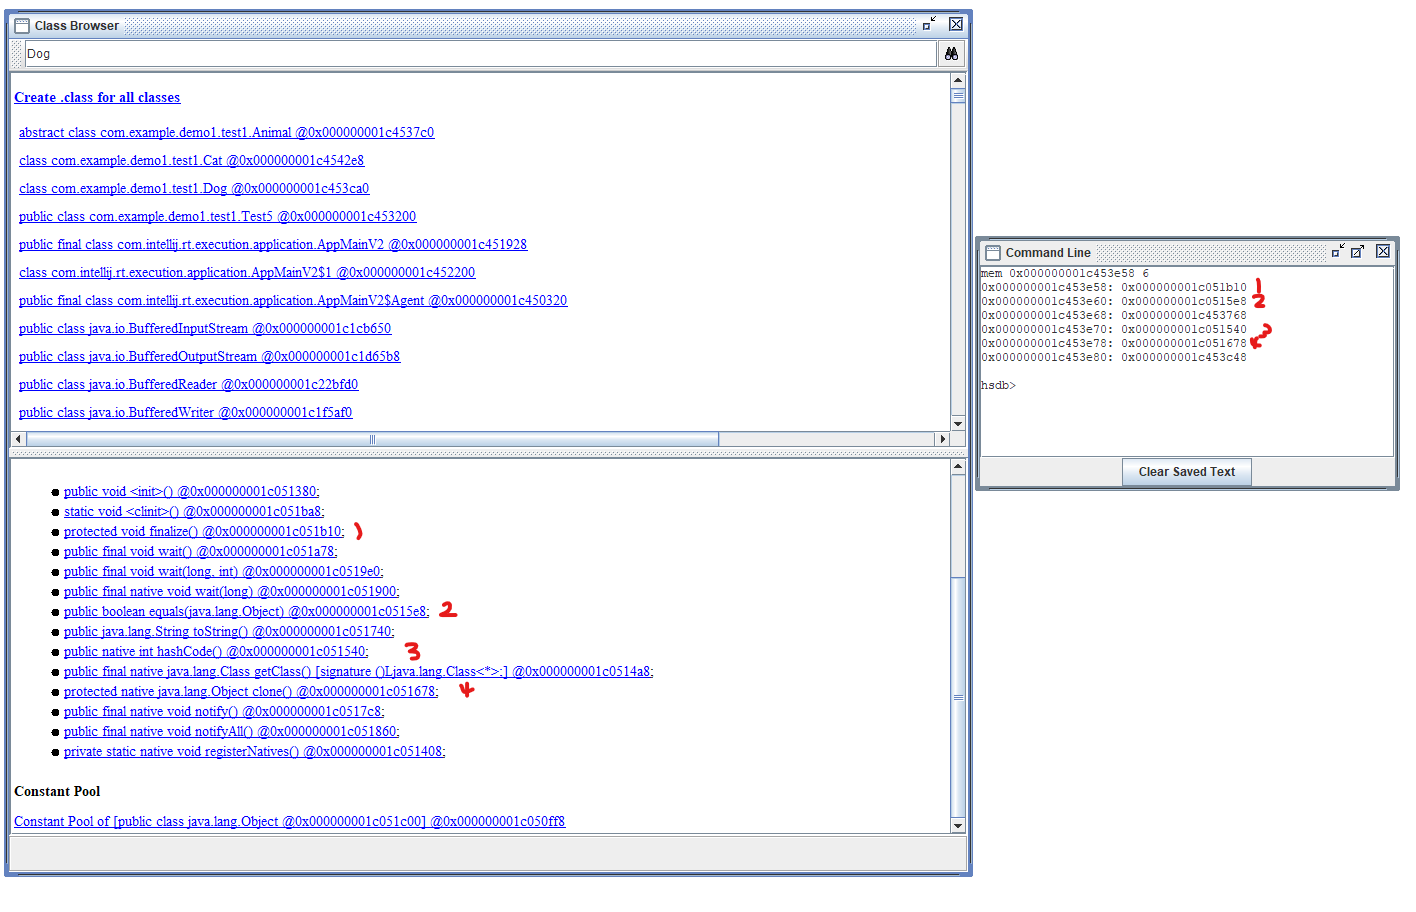 Class Browser
Dog
Create .class for all classes
abstract class com.example.demo1.test1.Animal @0x000000001c4537c0
class com.example.demo1.test1.Cat @0x000000001c4542e8
class com.example.demo1.test1.Dog @0x000000001c453ca0
public class com.example.demo1.test1.Test5 @0x000000001c453200
public final class com.intellij.rt.execution.application.AppMainV2 @0x000000001c451928
class com.intellij.rt.execution.application.AppMainV2$1 @0x000000001c452200
public final class com.intellij.rt.execution.application.AppMainV2$Agent @0x000000001c450320
public class java.io.BufferedInputStream @0x000000001c1cb650
public class java.io.BufferedOutputStream @0x000000001c1d65b8
public class java.io.BufferedReader @0x000000001c22bfd0
public class java.io.BufferedWriter @0x000000001c1f5af0
public void <init>() @0x000000001c051380;
static void <clinit>() @0x000000001c051ba8;
protected void finalize() @0x000000001c051b10; 1
public final void wait() @0x000000001c051a78;
public final void wait(long, int) @0x000000001c0519e0;
public final native void wait(long) @0x000000001c051900;
public boolean equals(java.lang.Object) @0x000000001c0515e8; 2
public java.lang.String toString() @0x000000001c051740;
public native int hashCode() @0x000000001c051540; 3
public final native java.lang.Class getClass() [signature ()Ljava.lang.Class<*>;] @0x000000001c0514a8;
protected native java.lang.Object clone() @0x000000001c051678; 4
public final native void notify() @0x000000001c0517c8;
public final native void notifyAll() @0x000000001c051860;
private static native void registerNatives() @0x000000001c051408;
Constant Pool
Constant Pool of [public class java.lang.Object @0x000000001c051c00] @0x000000001c050ff8
Command Line
mem 0x000000001c453e58 6
0x000000001c453e58: 0x000000001c051b10 1
0x000000001c453e60: 0x000000001c0515e8 2
0x000000001c453e68: 0x000000001c453768
0x000000001c453e70: 0x000000001c051540
0x000000001c453e78: 0x000000001c051678
0x000000001c453e80: 0x000000001c453c48
hsdb>
Clear Saved Text